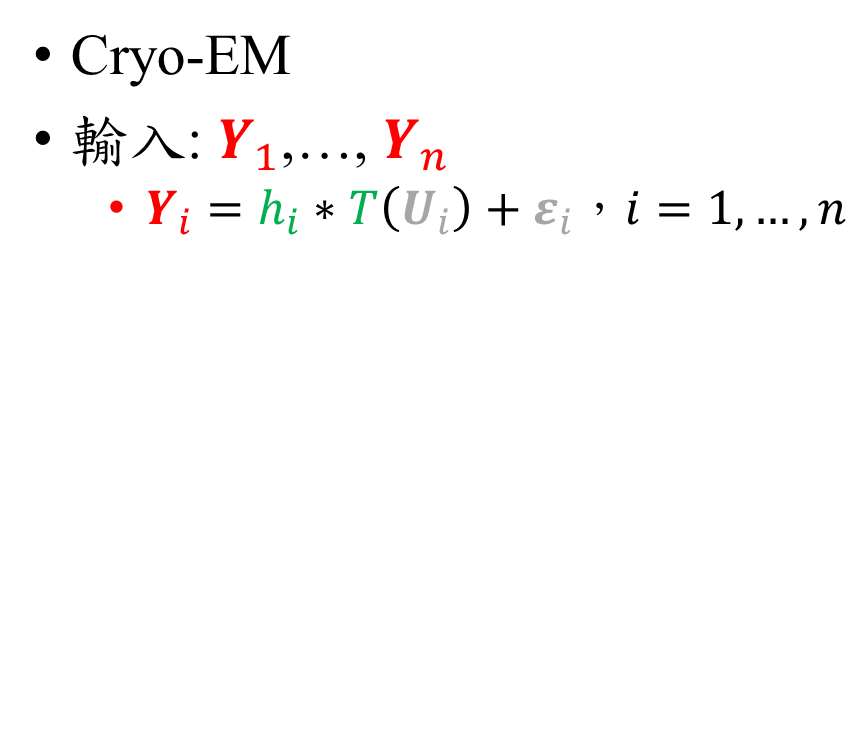 • Cryo-EM
• 輸入: Y₁,…, Yₙ
• Yᵢ = hᵢ ∗ T(Uᵢ) + εᵢ，i = 1, … , n